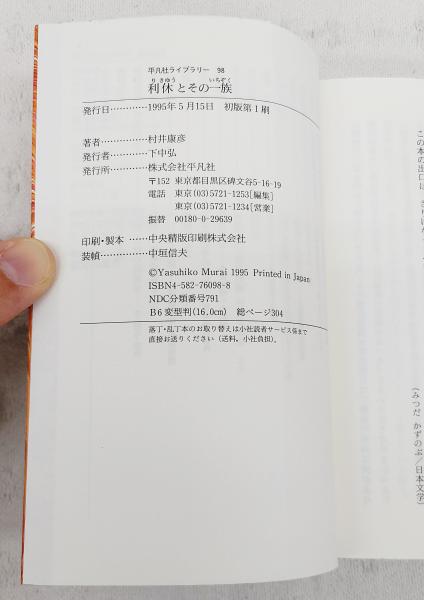 平凡社ライブラリー 98
りきゆう いちぞく
利休とその一族
発行日…………1995年5月15日 初版第1刷
著者……………村井康彦
発行者…………下中弘
発行所…………株式会社平凡社
〒152 東京都目黒区碑文谷5-16-19
電話 東京(03)5721-1253[編集]
東京(03)5721-1234[営業]
振替 00180-0-29639
印刷・製本……中央精版印刷株式会社
装幀……………中垣信夫
©Yasuhiko Murai 1995 Printed in Japan
ISBN4-582-76098-8
NDC分類番号791
B6変型判(16.0cm) 総ページ304
落丁・乱丁本のお取り替えは小社読者サービス係まで
直接お送りください(送料、小社負担)。
この本の出口は
(みつだ かずのぶ/日本文学)